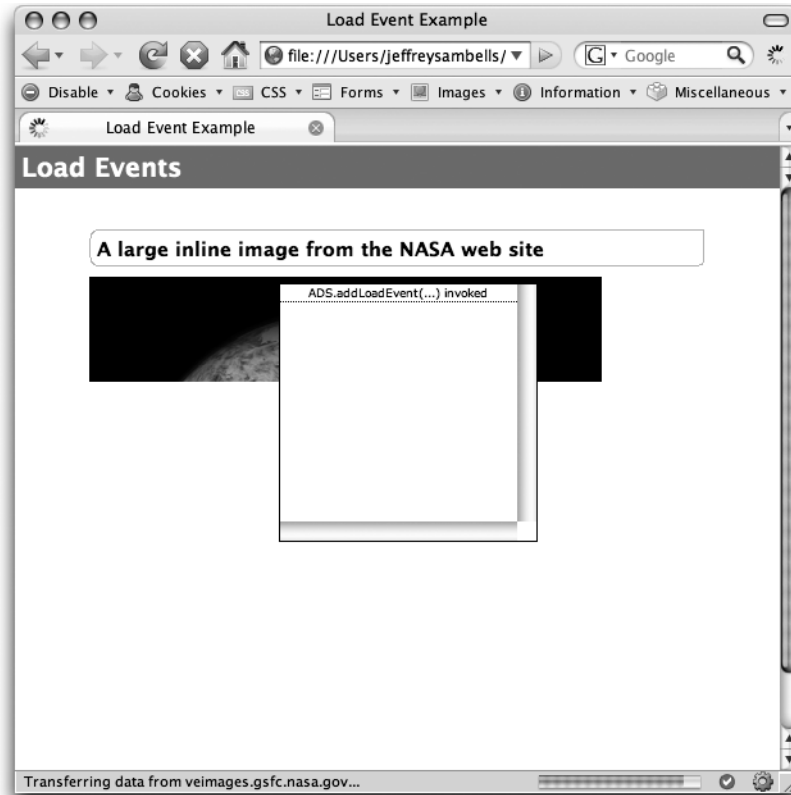 Load Event Example
file:///Users/jeffreysambells/
G Google
Disable Cookies CSS Forms Images Information Miscellaneous
Load Event Example
Load Events
A large inline image from the NASA web site
ADS.addLoadEvent(...) invoked
Transferring data from veimages.gsfc.nasa.gov...